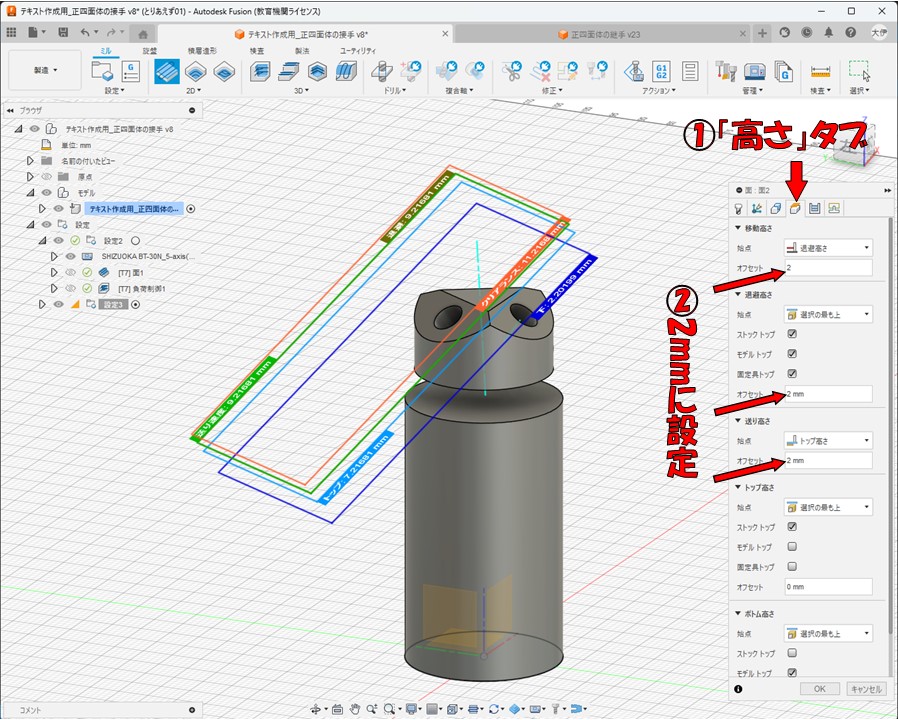 テキスト作成用_正四面体の接手 v8* (とりあえず01) - Autodesk Fusion (教育機関ライセンス)
テキスト作成用_正四面体の接手 v8*
正四面体の継手 v23
大伊
ミル
旋盤
積層造形
検査
製法
ユーティリティ
製造
設定
2D
3D
ドリル
複合軸
修正
アクション
管理
検査
選択
G1
G2
ブラウザ
テキスト作成用_正四面体の接手 v8
単位: mm
名前の付いたビュー
原点
モデル
テキスト作成用_正四面体の...
設定
設定2
SHIZUOKA BT-30N_5-axis(...
[T7] 面1
[T7] 負荷制御1
設定3
①「高さ」タブ
②2mmに設定
退避: 9.21681 mm
クリアランス: 11.2168 mm
下: 2.20199 mm
送り速度: 9.21681 mm
トップ: 7.21681 mm
面 : 面2
移動高さ
始点
退避高さ
オフセット
2
退避高さ
始点
選択の最も上
ストック トップ
モデル トップ
固定具トップ
オフセット
2 mm
送り高さ
始点
トップ高さ
オフセット
2 mm
トップ高さ
始点
選択の最も上
ストック トップ
モデル トップ
固定具トップ
オフセット
0 mm
ボトム高さ
始点
選択の最も上
ストック トップ
モデル トップ
OK
キャンセル
コメント